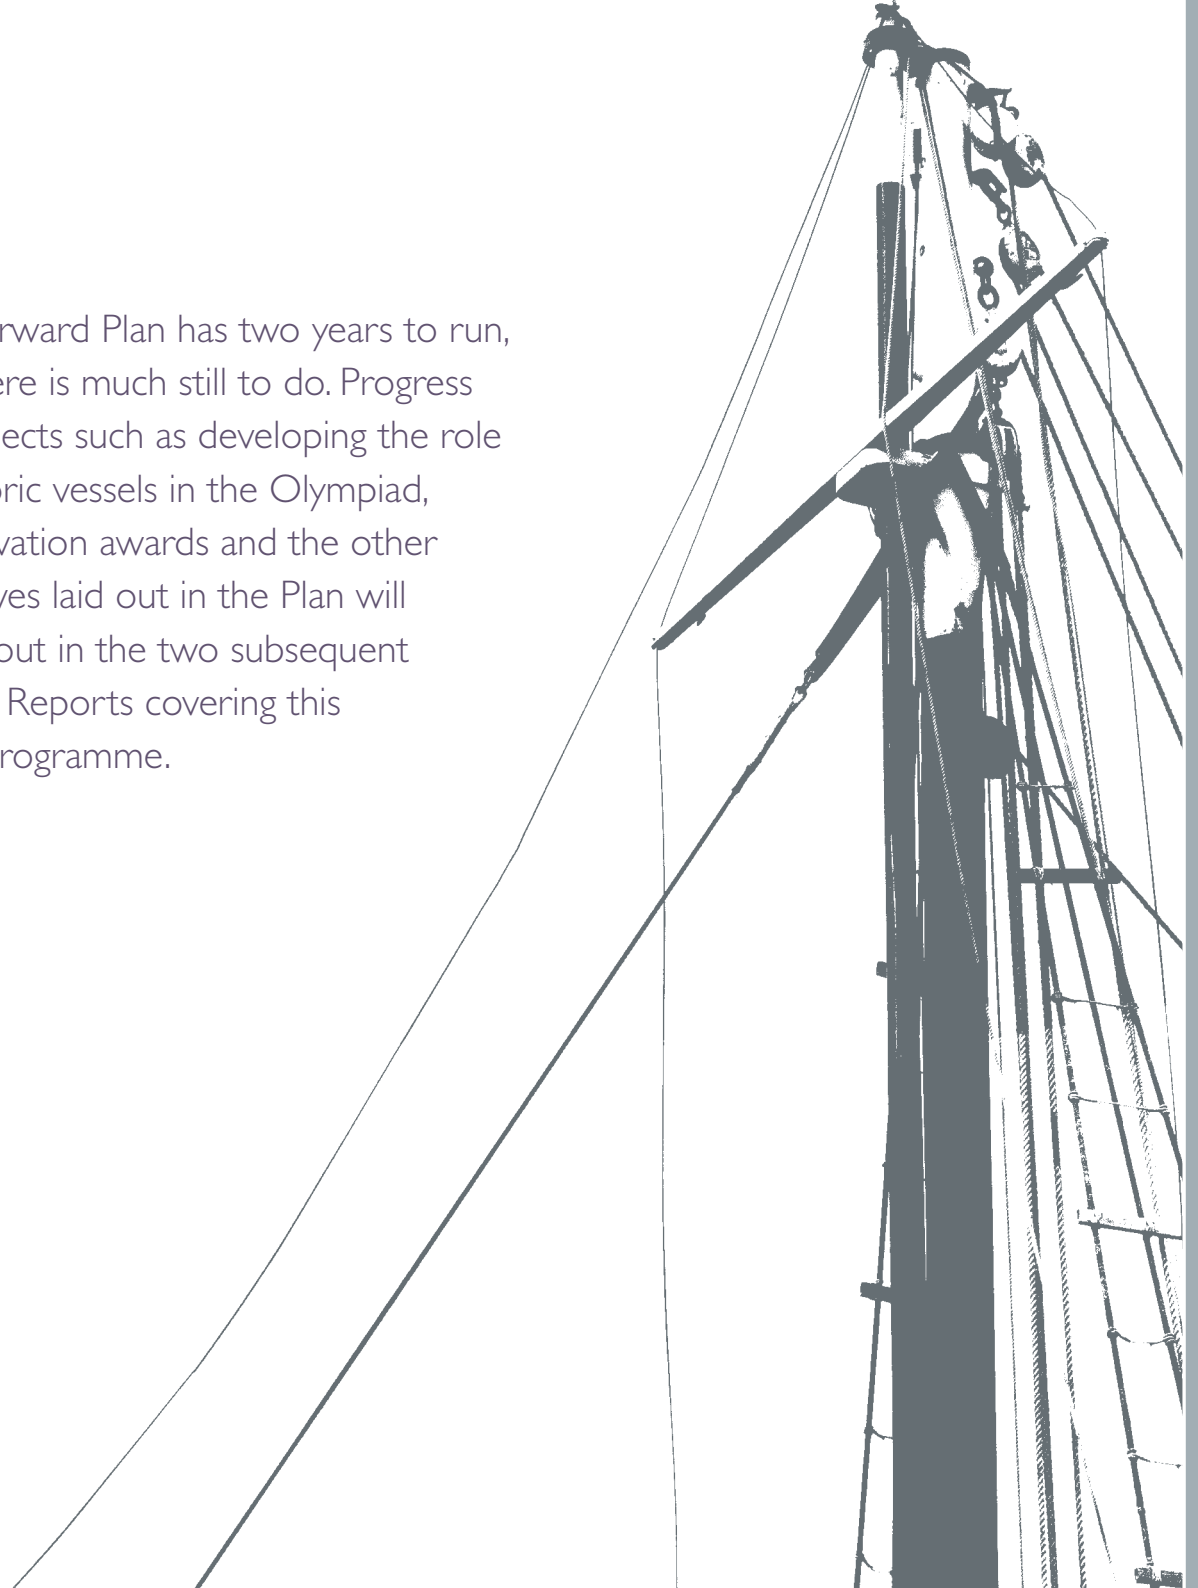 rward Plan has two years to run,
ere is much still to do. Progress
ects such as developing the role
ric vessels in the Olympiad,
vation awards and the other
ves laid out in the Plan will
out in the two subsequent
Reports covering this
rogramme.